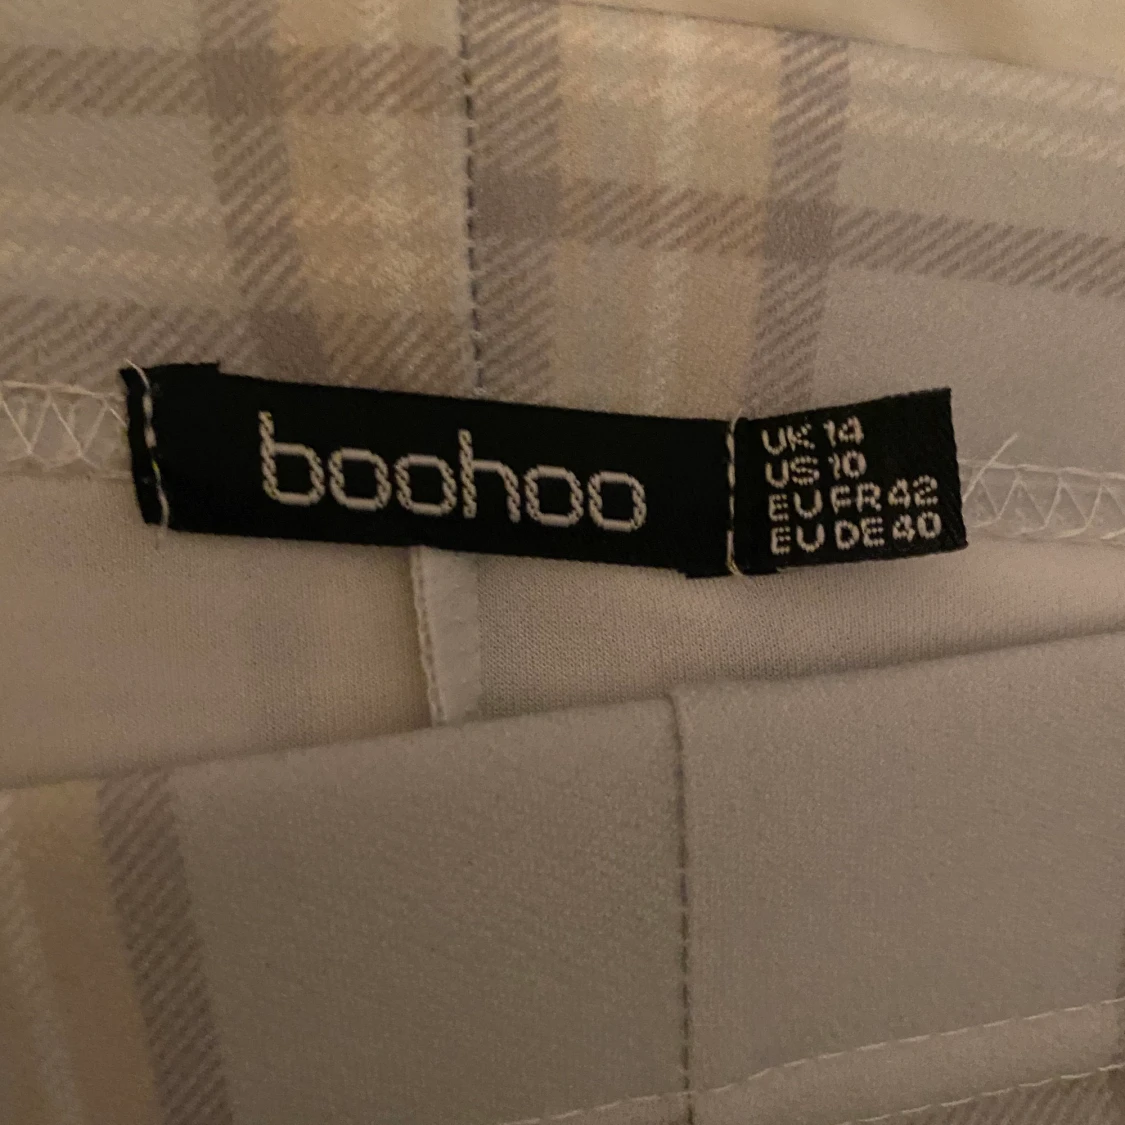 boohoo
UK 14
US 10
EU FR 42
EU DE 40